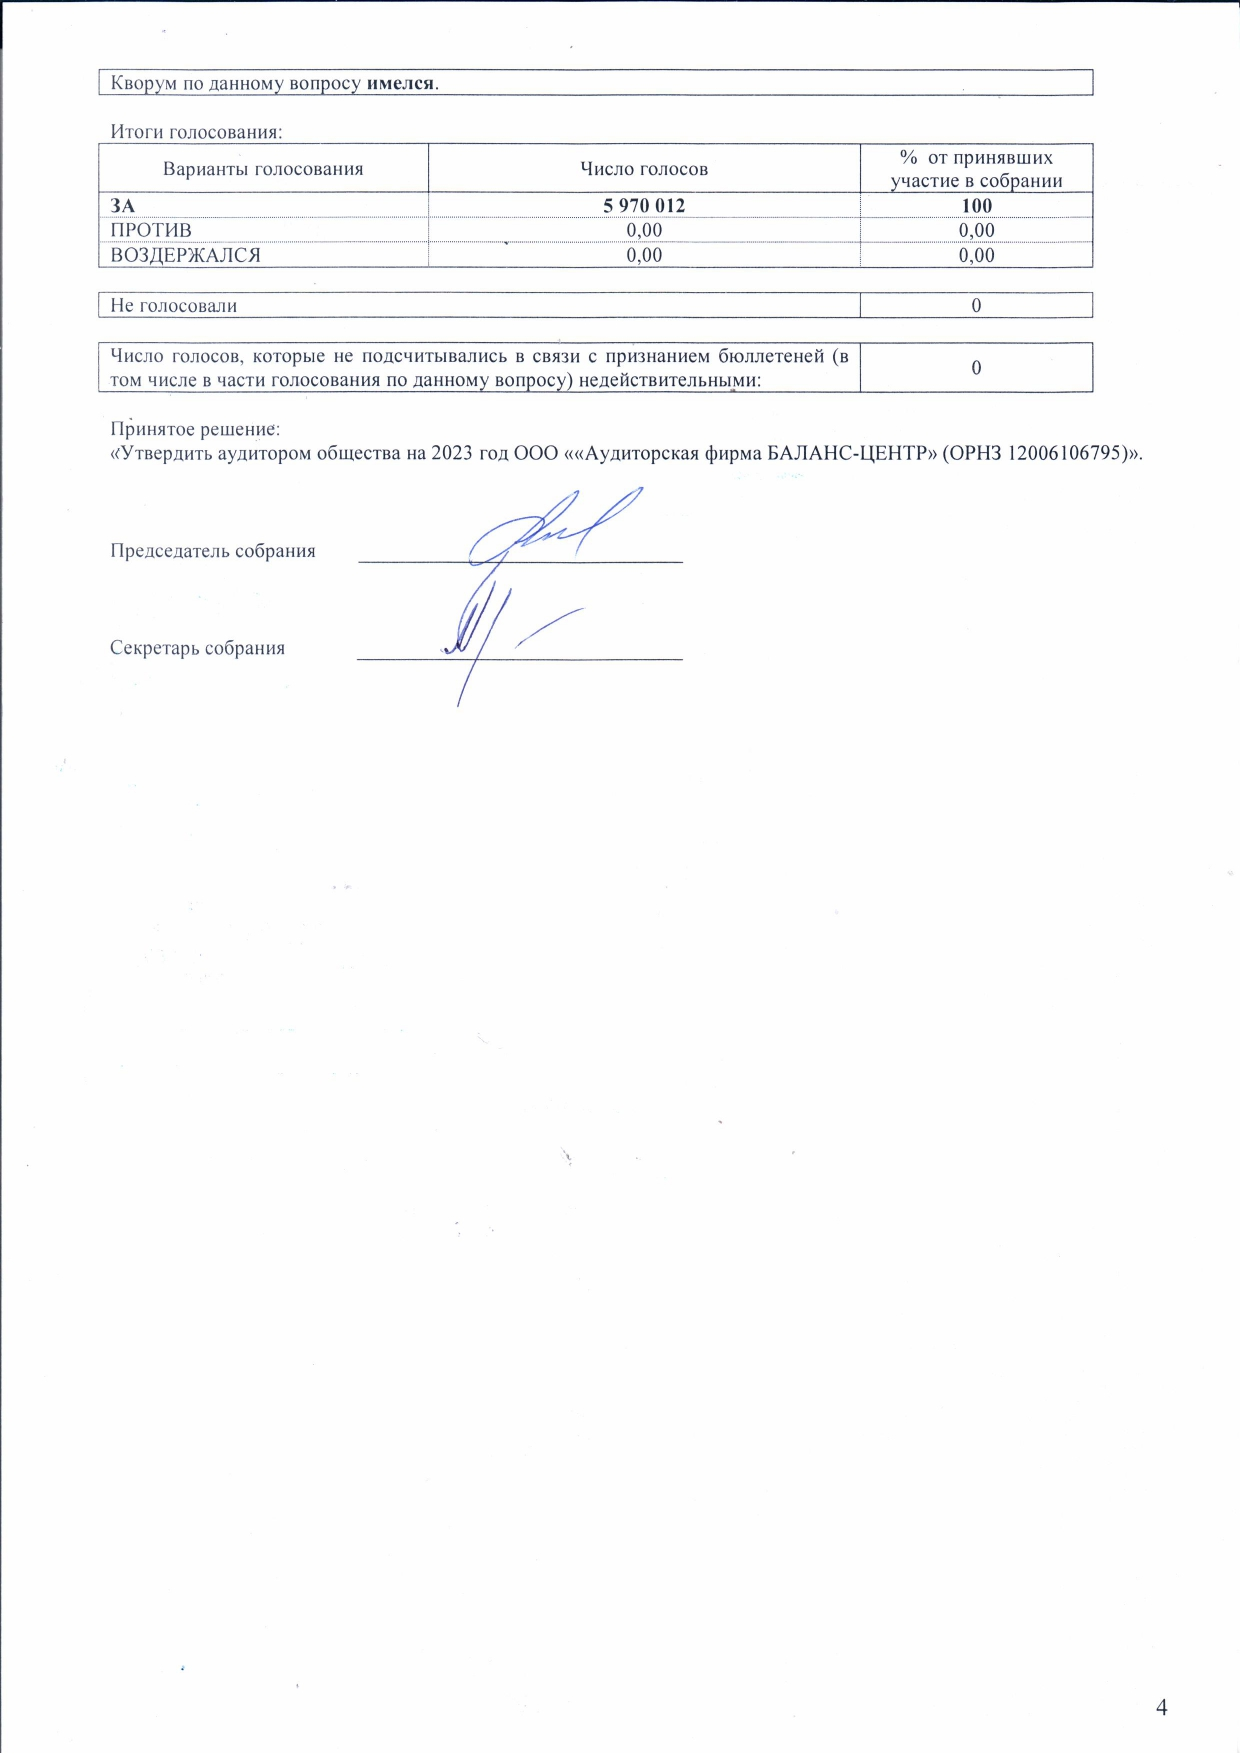 Кворум по данному вопросу имелся.
Итоги голосования:
Варианты голосования Число голосов % от принявших
участие в собрании
ЗА 5 970 012 100
ПРОТИВ 0,00 0,00
ВОЗДЕРЖАЛСЯ 0,00 0,00
Не голосовали 0
Число голосов, которые не подсчитывались в связи с признанием бюллетеней (в
том числе в части голосования по данному вопросу) недействительными: 0
Принятое решение:
«Утвердить аудитором общества на 2023 год ООО ««Аудиторская фирма БАЛАНС-ЦЕНТР» (ОРНЗ 12006106795)».
Председатель собрания
Секретарь собрания
4